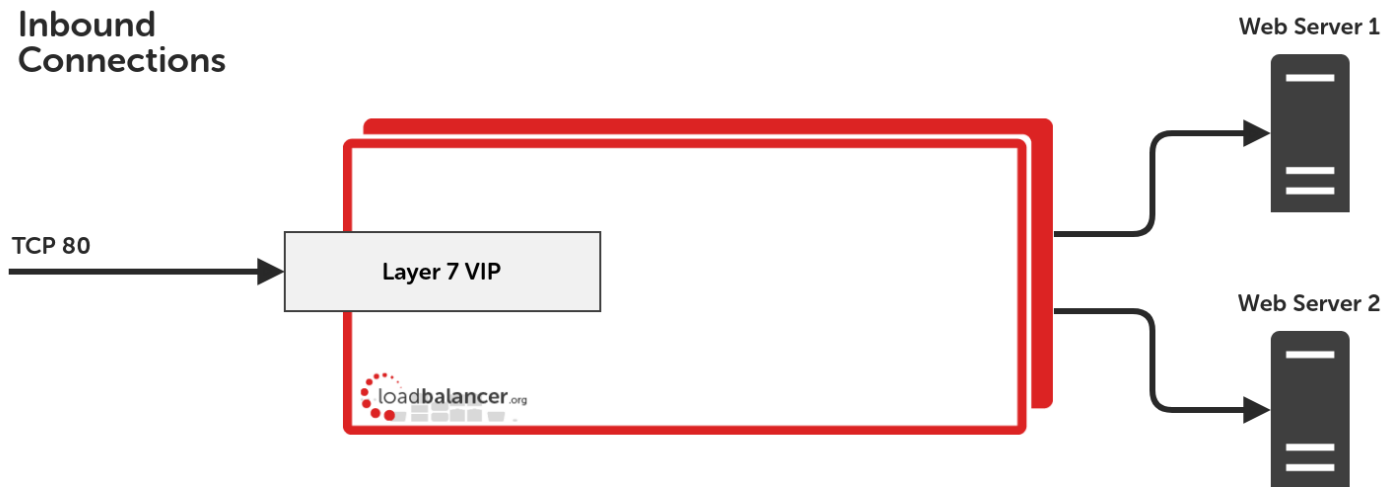 Inbound
Connections
Web Server 1
TCP 80
Layer 7 VIP
Web Server 2
loadbalancer.org